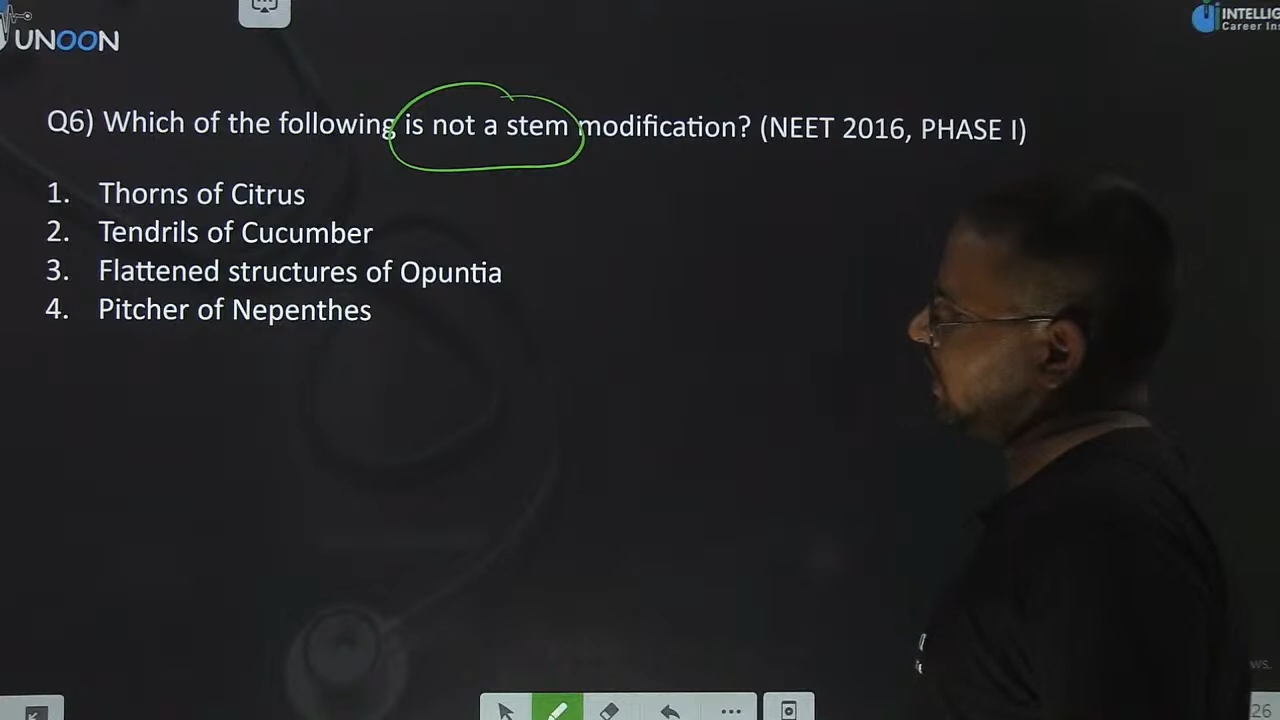 UNOON
INTELLIG
Career Ins
Q6) Which of the following is not a stem modification? (NEET 2016, PHASE I)
1. Thorns of Citrus
2. Tendrils of Cucumber
3. Flattened structures of Opuntia
4. Pitcher of Nepenthes
ws.
26